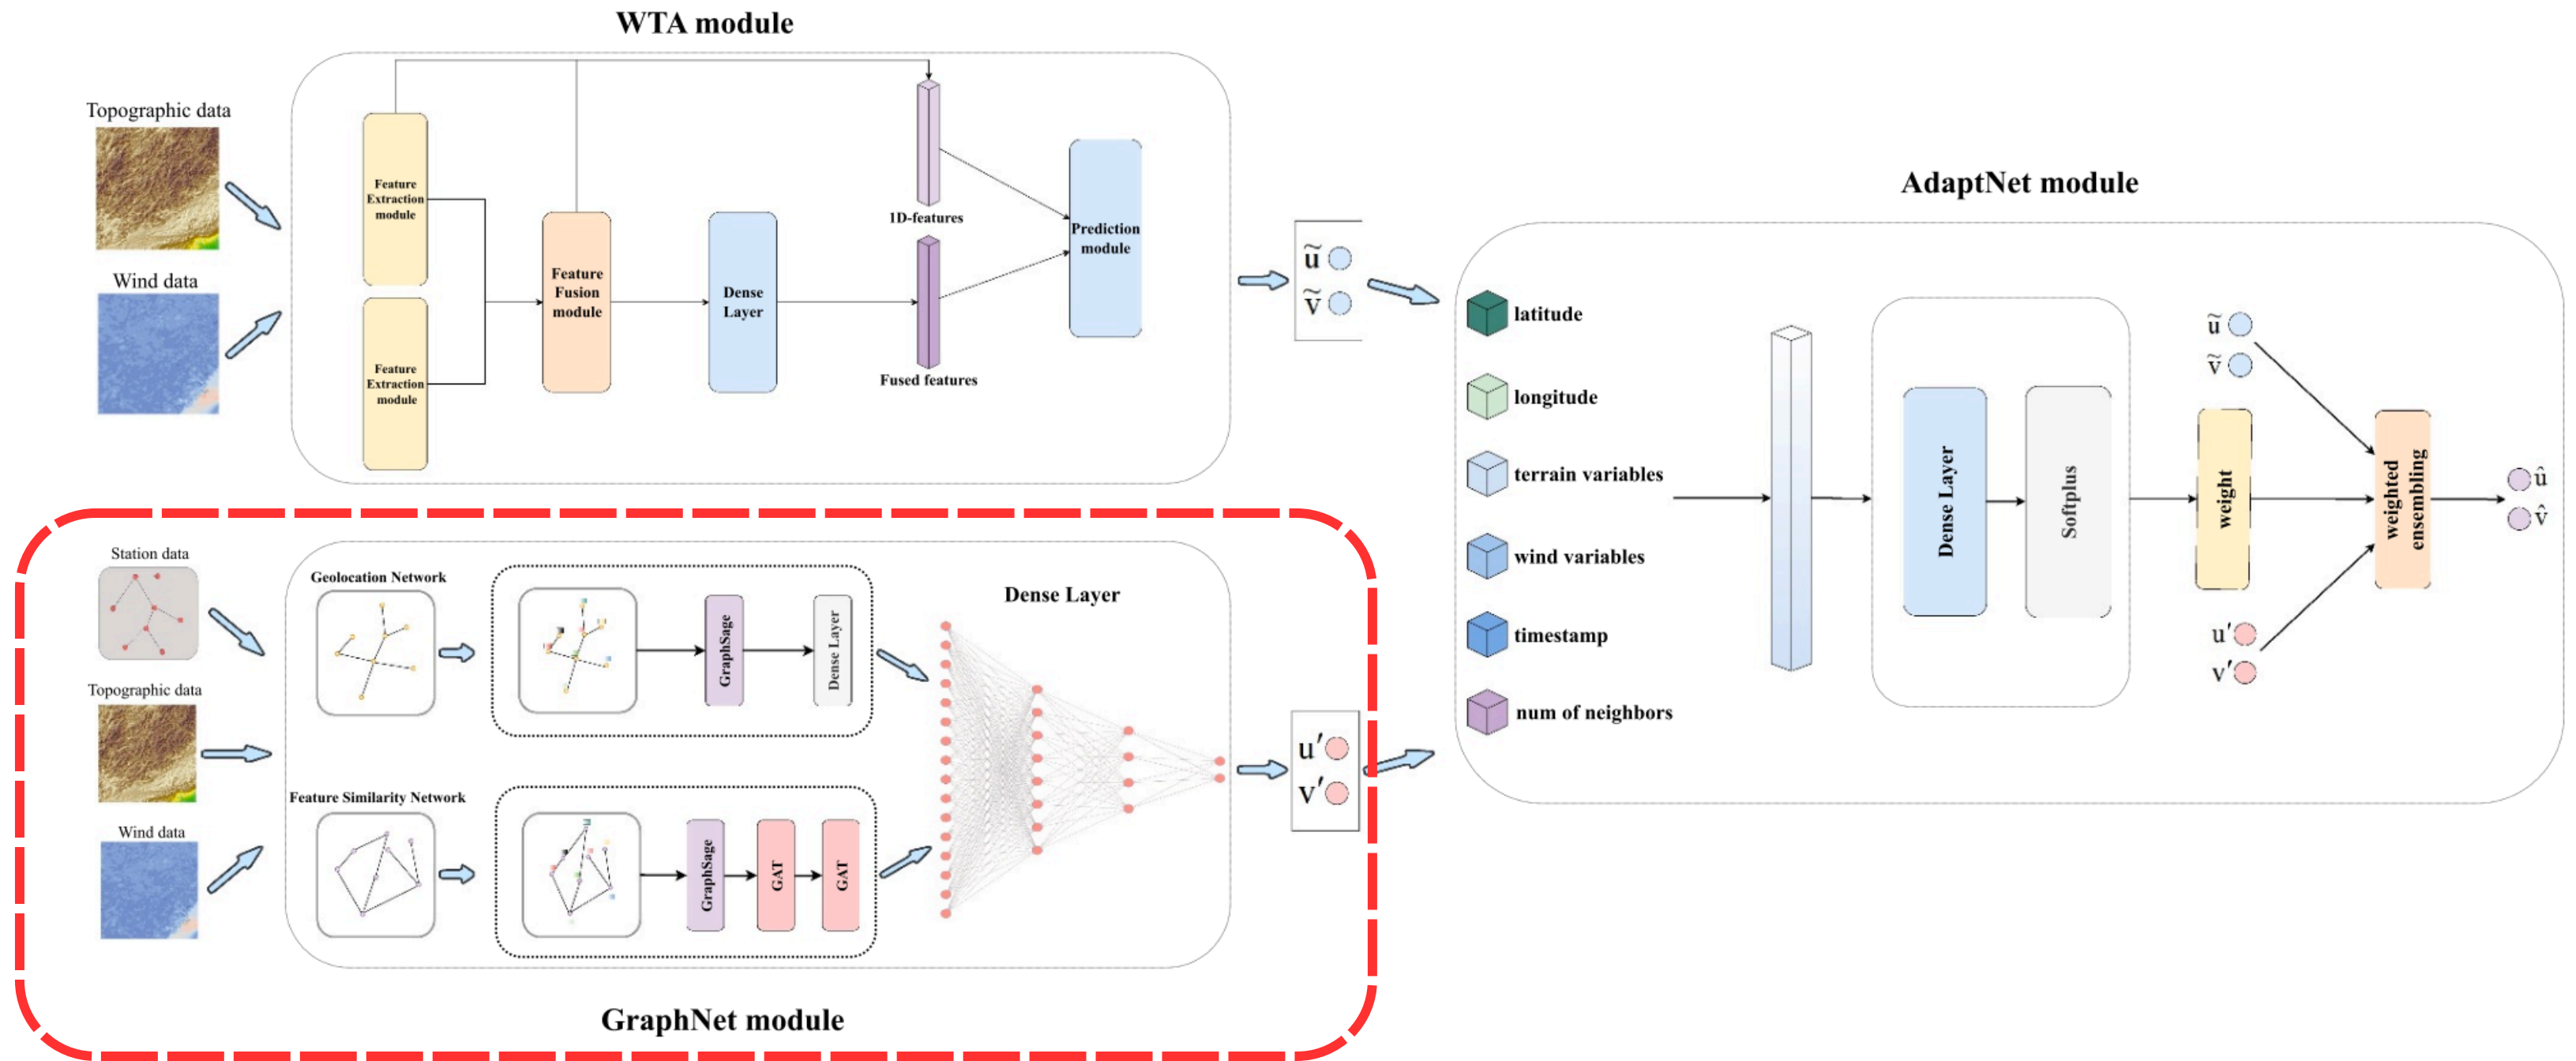 WTA module
Topographic data
Wind data
Feature
Extraction
module
Feature
Extraction
module
Feature
Fusion
module
Dense
Layer
1D-features
Fused features
Prediction
module
ũ
ṽ
AdaptNet module
latitude
longitude
terrain variables
wind variables
timestamp
num of neighbors
Dense Layer
Softplus
ũ
ṽ
weight
u′
v′
weighted
ensembling
û
v̂
Station data
Topographic data
Wind data
Geolocation Network
GraphSage
Dense Layer
Feature Similarity Network
GraphSage
GAT
GAT
Dense Layer
u′
v′
GraphNet module